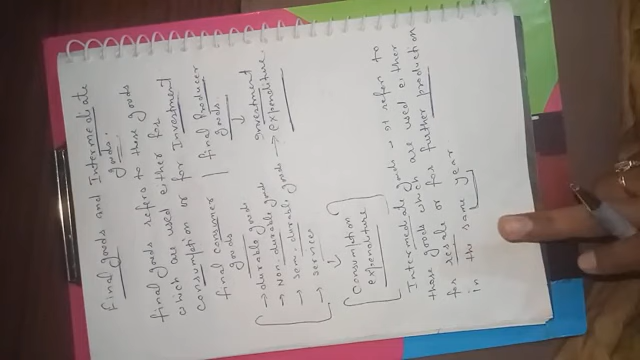 Final goods and Intermediate
goods:
Final goods refers to those goods
which are used either for
Consumption or for Investment
final consumer goods
final Producer goods.
→ durable goods
→ Non-durable goods
→ semi-durable goods
→ services
↓
Investment
→ expenditure.
↓
Consumption
expenditure
Intermediate goods → It refer to
those goods which are used either
for resale or for further production
in the same year